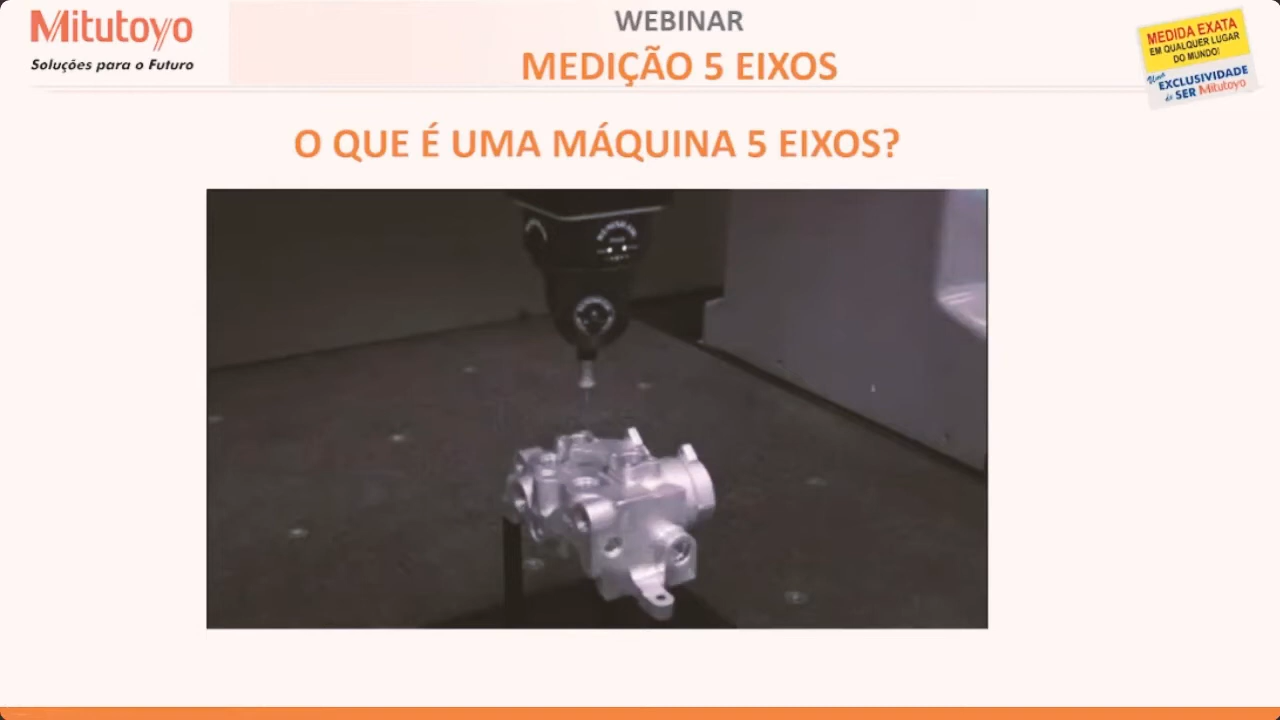 Mitutoyo
Soluções para o Futuro
WEBINAR
MEDIÇÃO 5 EIXOS
MEDIDA EXATA
EM QUALQUER LUGAR
DO MUNDO!
Uma
EXCLUSIVIDADE
de SER Mitutoyo
O QUE É UMA MÁQUINA 5 EIXOS?